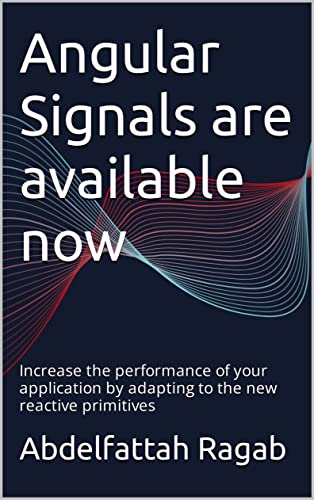 Angular
Signals are
available
now
Increase the performance of your
application by adapting to the new
reactive primitives
Abdelfattah Ragab